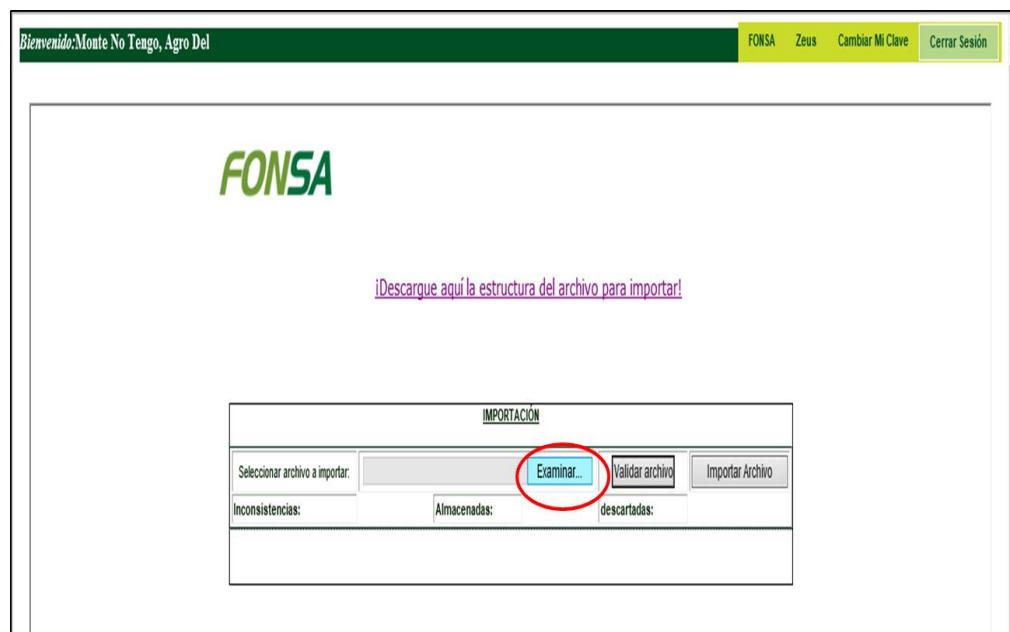 Bienvenido:Monte No Tengo, Agro Del FONSA Zeus Cambiar Mi Clave Cerrar Sesión
FONSA
¡Descargue aquí la estructura del archivo para importar!
IMPORTACIÓN
Seleccionar archivo a importar: Examinar... Validar archivo Importar Archivo
Inconsistencias: Almacenadas: descartadas: